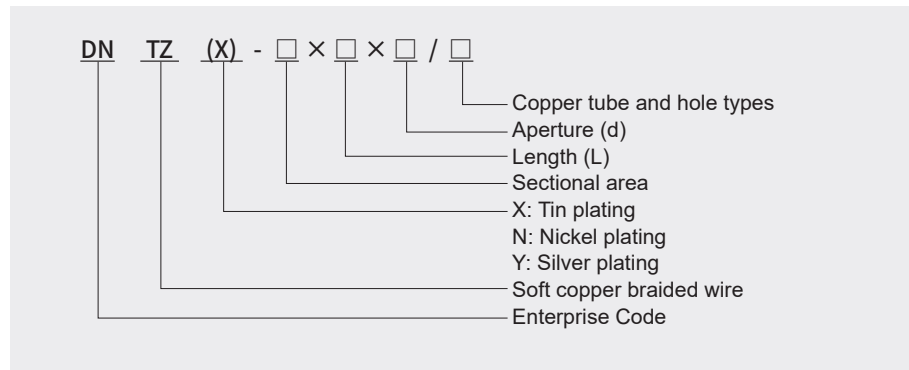 DN TZ (X) - □ × □ × □ / □
Copper tube and hole types
Aperture (d)
Length (L)
Sectional area
X: Tin plating
N: Nickel plating
Y: Silver plating
Soft copper braided wire
Enterprise Code